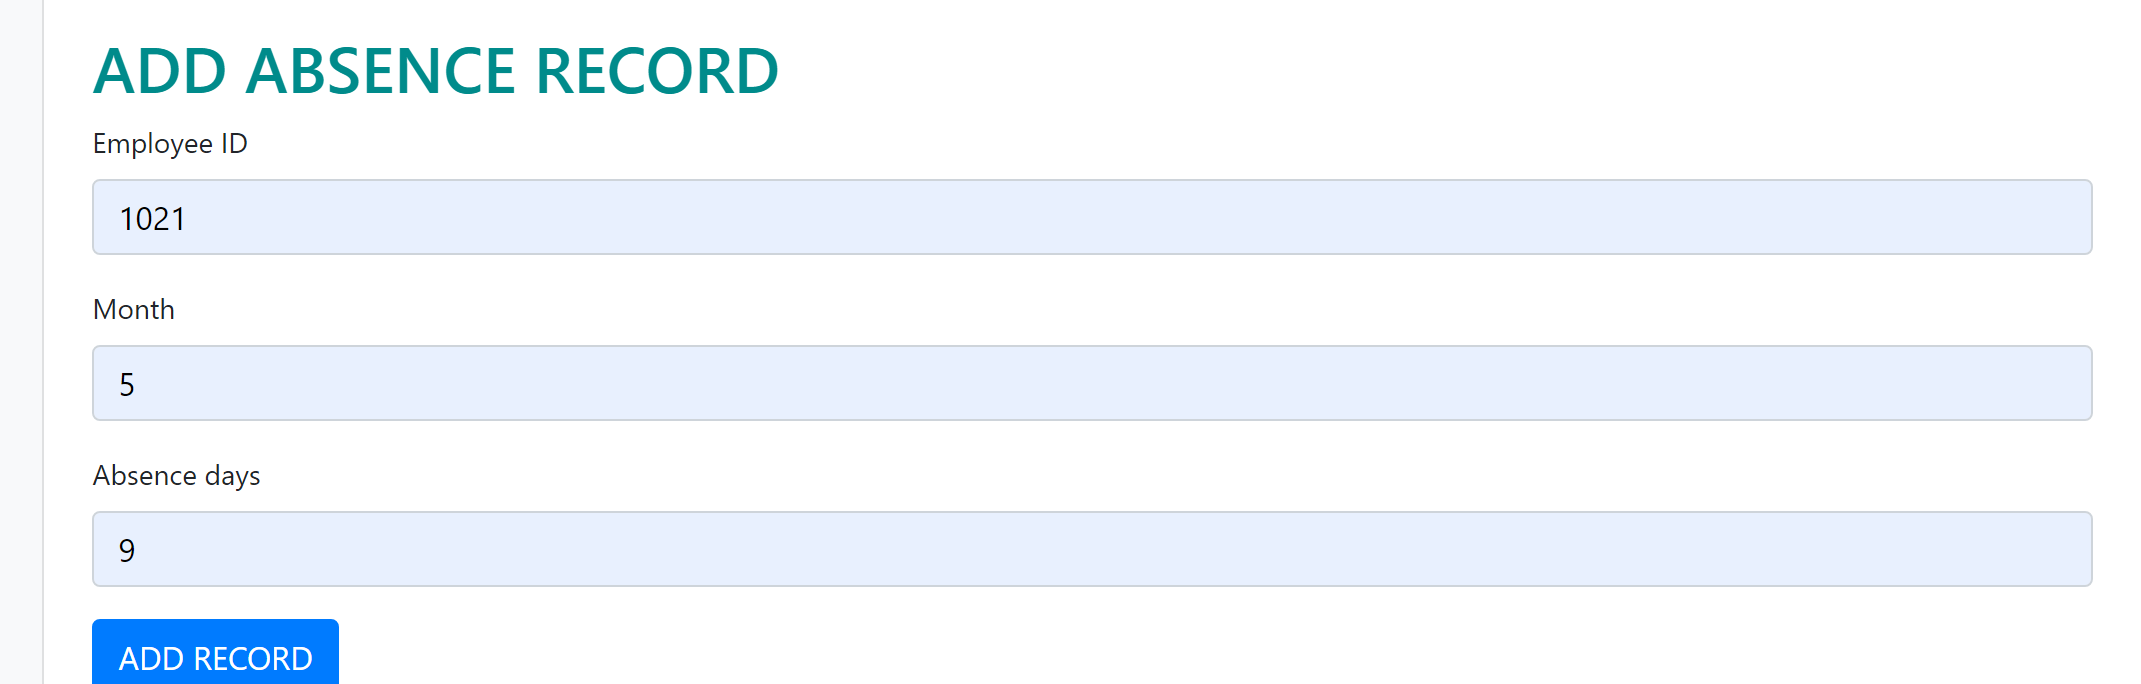 ADD ABSENCE RECORD
Employee ID
1021
Month
5
Absence days
9
ADD RECORD